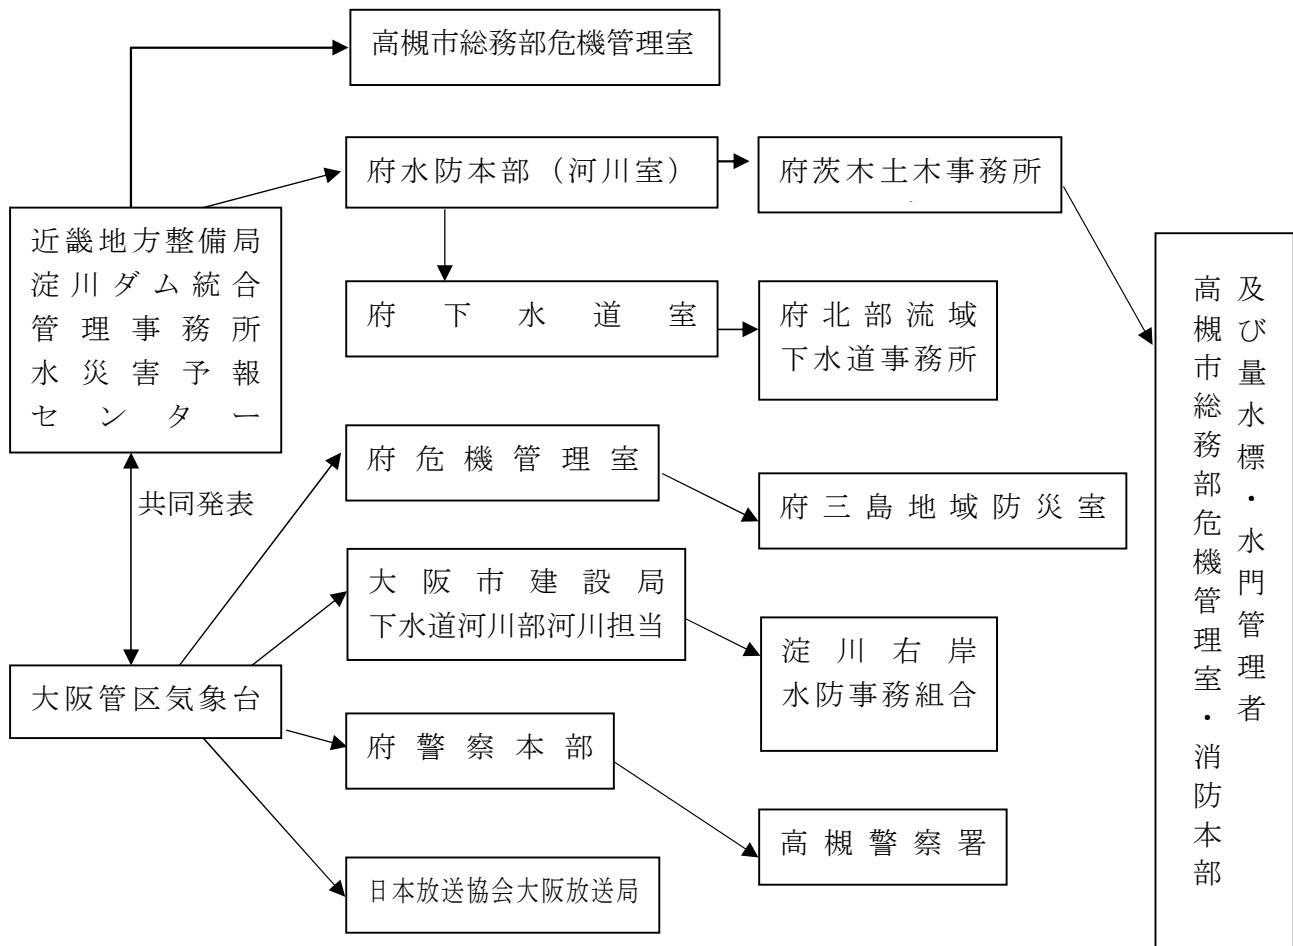 高槻市総務部危機管理室
府水防本部（河川室）
府茨木土木事務所
近畿地方整備局
淀川ダム統合
管理事務所
水災害予報
センター
府下水道室
府北部流域
下水道事務所
府危機管理室
共同発表
府三島地域防災室
大阪市建設局
下水道河川部河川担当
淀川右岸
水防事務組合
大阪管区気象台
府警察本部
高槻警察署
日本放送協会大阪放送局
高槻市総務部危機管理室・消防本部
及び量水標・水門管理者